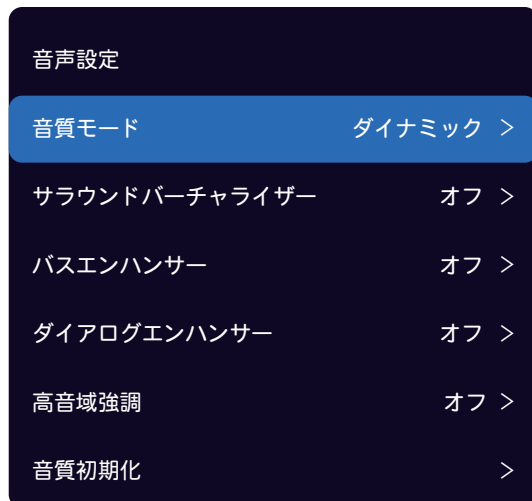 音声設定
音質モード ダイナミック >
サラウンドバーチャライザー オフ >
バスエンハンサー オフ >
ダイアログエンハンサー オフ >
高音域強調 オフ >
音質初期化 >